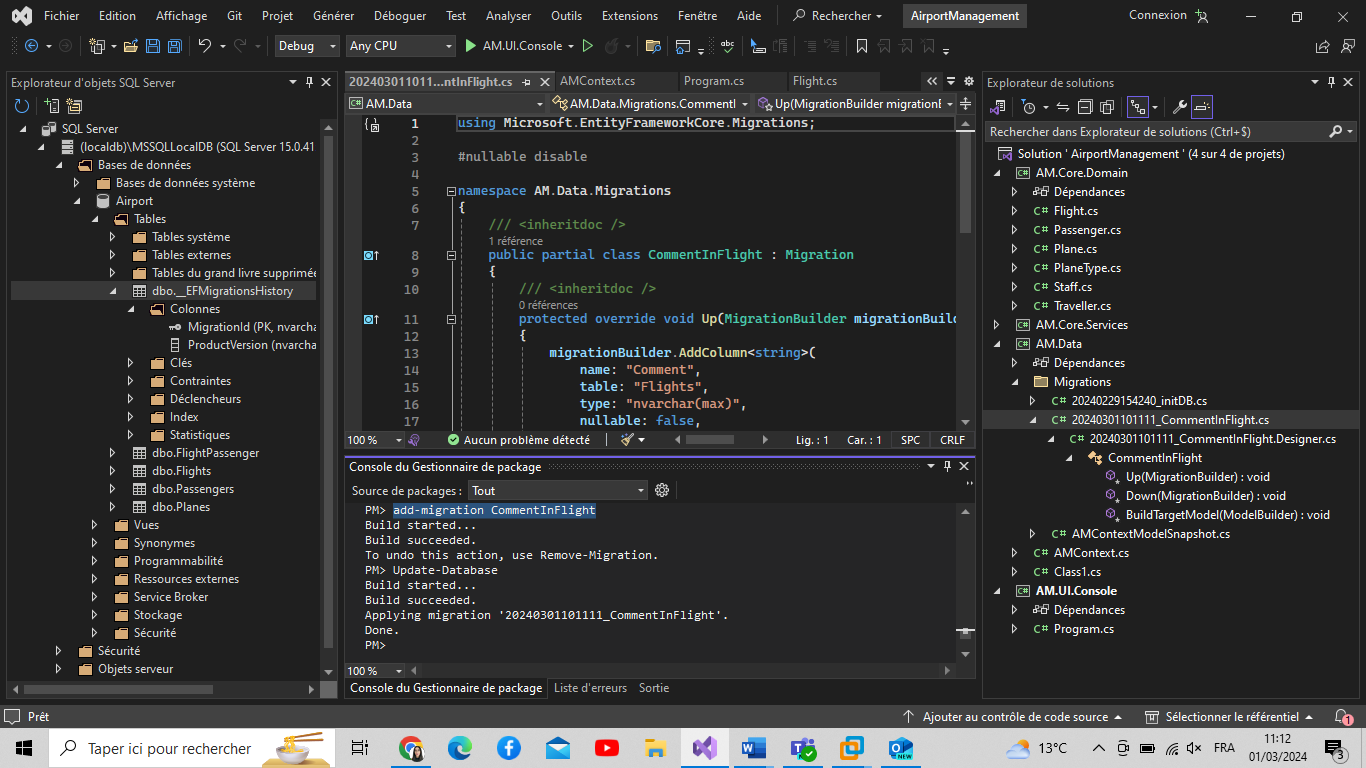 Fichier Edition Affichage Git Projet Générer Déboguer Test Analyser Outils Extensions Fenêtre Aide Rechercher AirportManagement Connexion
Debug Any CPU AM.UI.Console
Explorateur d'objets SQL Server
SQL Server
(localdb)\MSSQLLocalDB (SQL Server 15.0.41
Bases de données
Bases de données système
Airport
Tables
Tables système
Tables externes
Tables du grand livre supprimée
dbo.__EFMigrationsHistory
Colonnes
MigrationId (PK, nvarcha
ProductVersion (nvarcha
Clés
Contraintes
Déclencheurs
Index
Statistiques
dbo.FlightPassenger
dbo.Flights
dbo.Passengers
dbo.Planes
Vues
Synonymes
Programmabilité
Ressources externes
Service Broker
Stockage
Sécurité
Sécurité
Objets serveur
202403011011...ntInFlight.cs AMContext.cs Program.cs Flight.cs
AM.Data AM.Data.Migrations.CommentI Up(MigrationBuilder migrationI
1 using Microsoft.EntityFrameworkCore.Migrations;
2
3 #nullable disable
4
5 namespace AM.Data.Migrations
6 {
7 /// <inheritdoc />
1 référence
8 public partial class CommentInFlight : Migration
9 {
10 /// <inheritdoc />
0 références
11 protected override void Up(MigrationBuilder migrationBuild
12 {
13 migrationBuilder.AddColumn<string>(
14 name: "Comment",
15 table: "Flights",
16 type: "nvarchar(max)",
17 nullable: false,
100 % Aucun problème détecté Lig. : 1 Car. : 1 SPC CRLF
Console du Gestionnaire de package
Source de packages : Tout
PM> add-migration CommentInFlight
Build started...
Build succeeded.
To undo this action, use Remove-Migration.
PM> Update-Database
Build started...
Build succeeded.
Applying migration '20240301101111_CommentInFlight'.
Done.
PM>
100 %
Console du Gestionnaire de package Liste d'erreurs Sortie
Explorateur de solutions
Rechercher dans Explorateur de solutions (Ctrl+$)
Solution ' AirportManagement ' (4 sur 4 de projets)
AM.Core.Domain
Dépendances
C# Flight.cs
C# Passenger.cs
C# Plane.cs
C# PlaneType.cs
C# Staff.cs
C# Traveller.cs
AM.Core.Services
AM.Data
Dépendances
Migrations
C# 20240229154240_initDB.cs
C# 20240301101111_CommentInFlight.cs
C# 20240301101111_CommentInFlight.Designer.cs
CommentInFlight
Up(MigrationBuilder) : void
Down(MigrationBuilder) : void
BuildTargetModel(ModelBuilder) : void
C# AMContextModelSnapshot.cs
C# AMContext.cs
C# Class1.cs
AM.UI.Console
Dépendances
C# Program.cs
Prêt Ajouter au contrôle de code source Sélectionner le référentiel 1
Taper ici pour rechercher 13°C FRA 11:12
01/03/2024 3